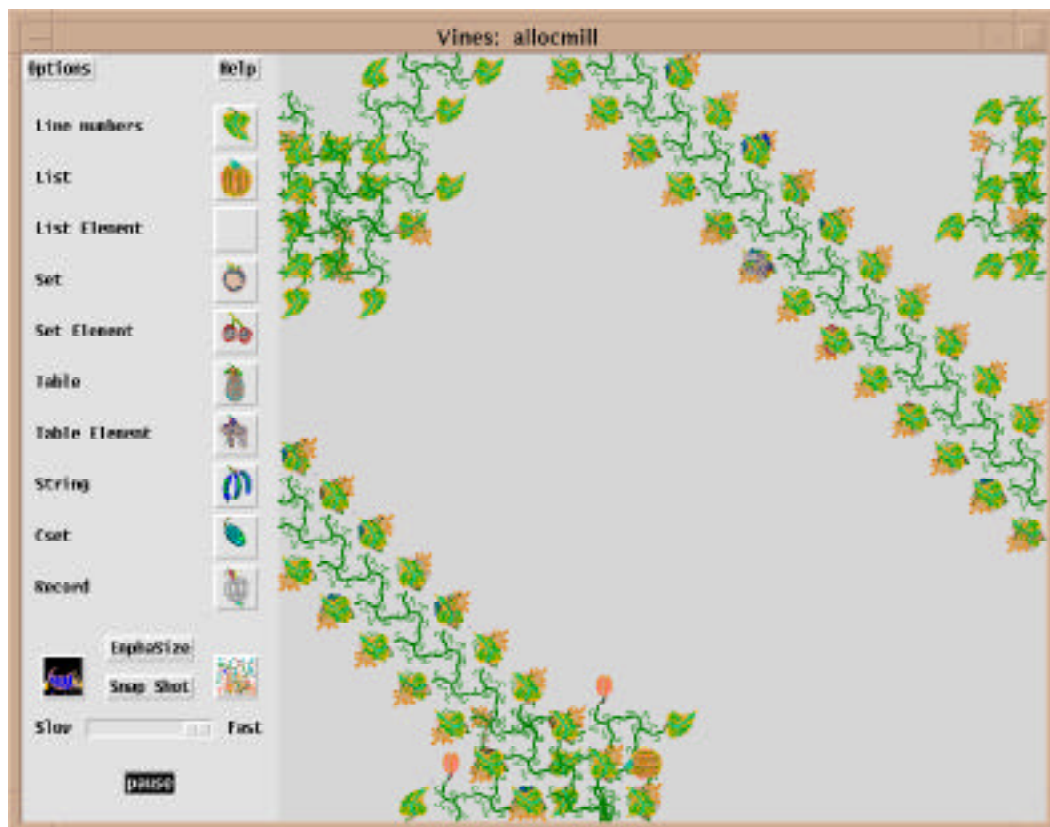 Vines: allocmill
Options Help
Line numbers
List
List Element
Set
Set Element
Table
Table Element
String
Cset
Record
EmphaSize
Snap Shot
Slow Fast
pause